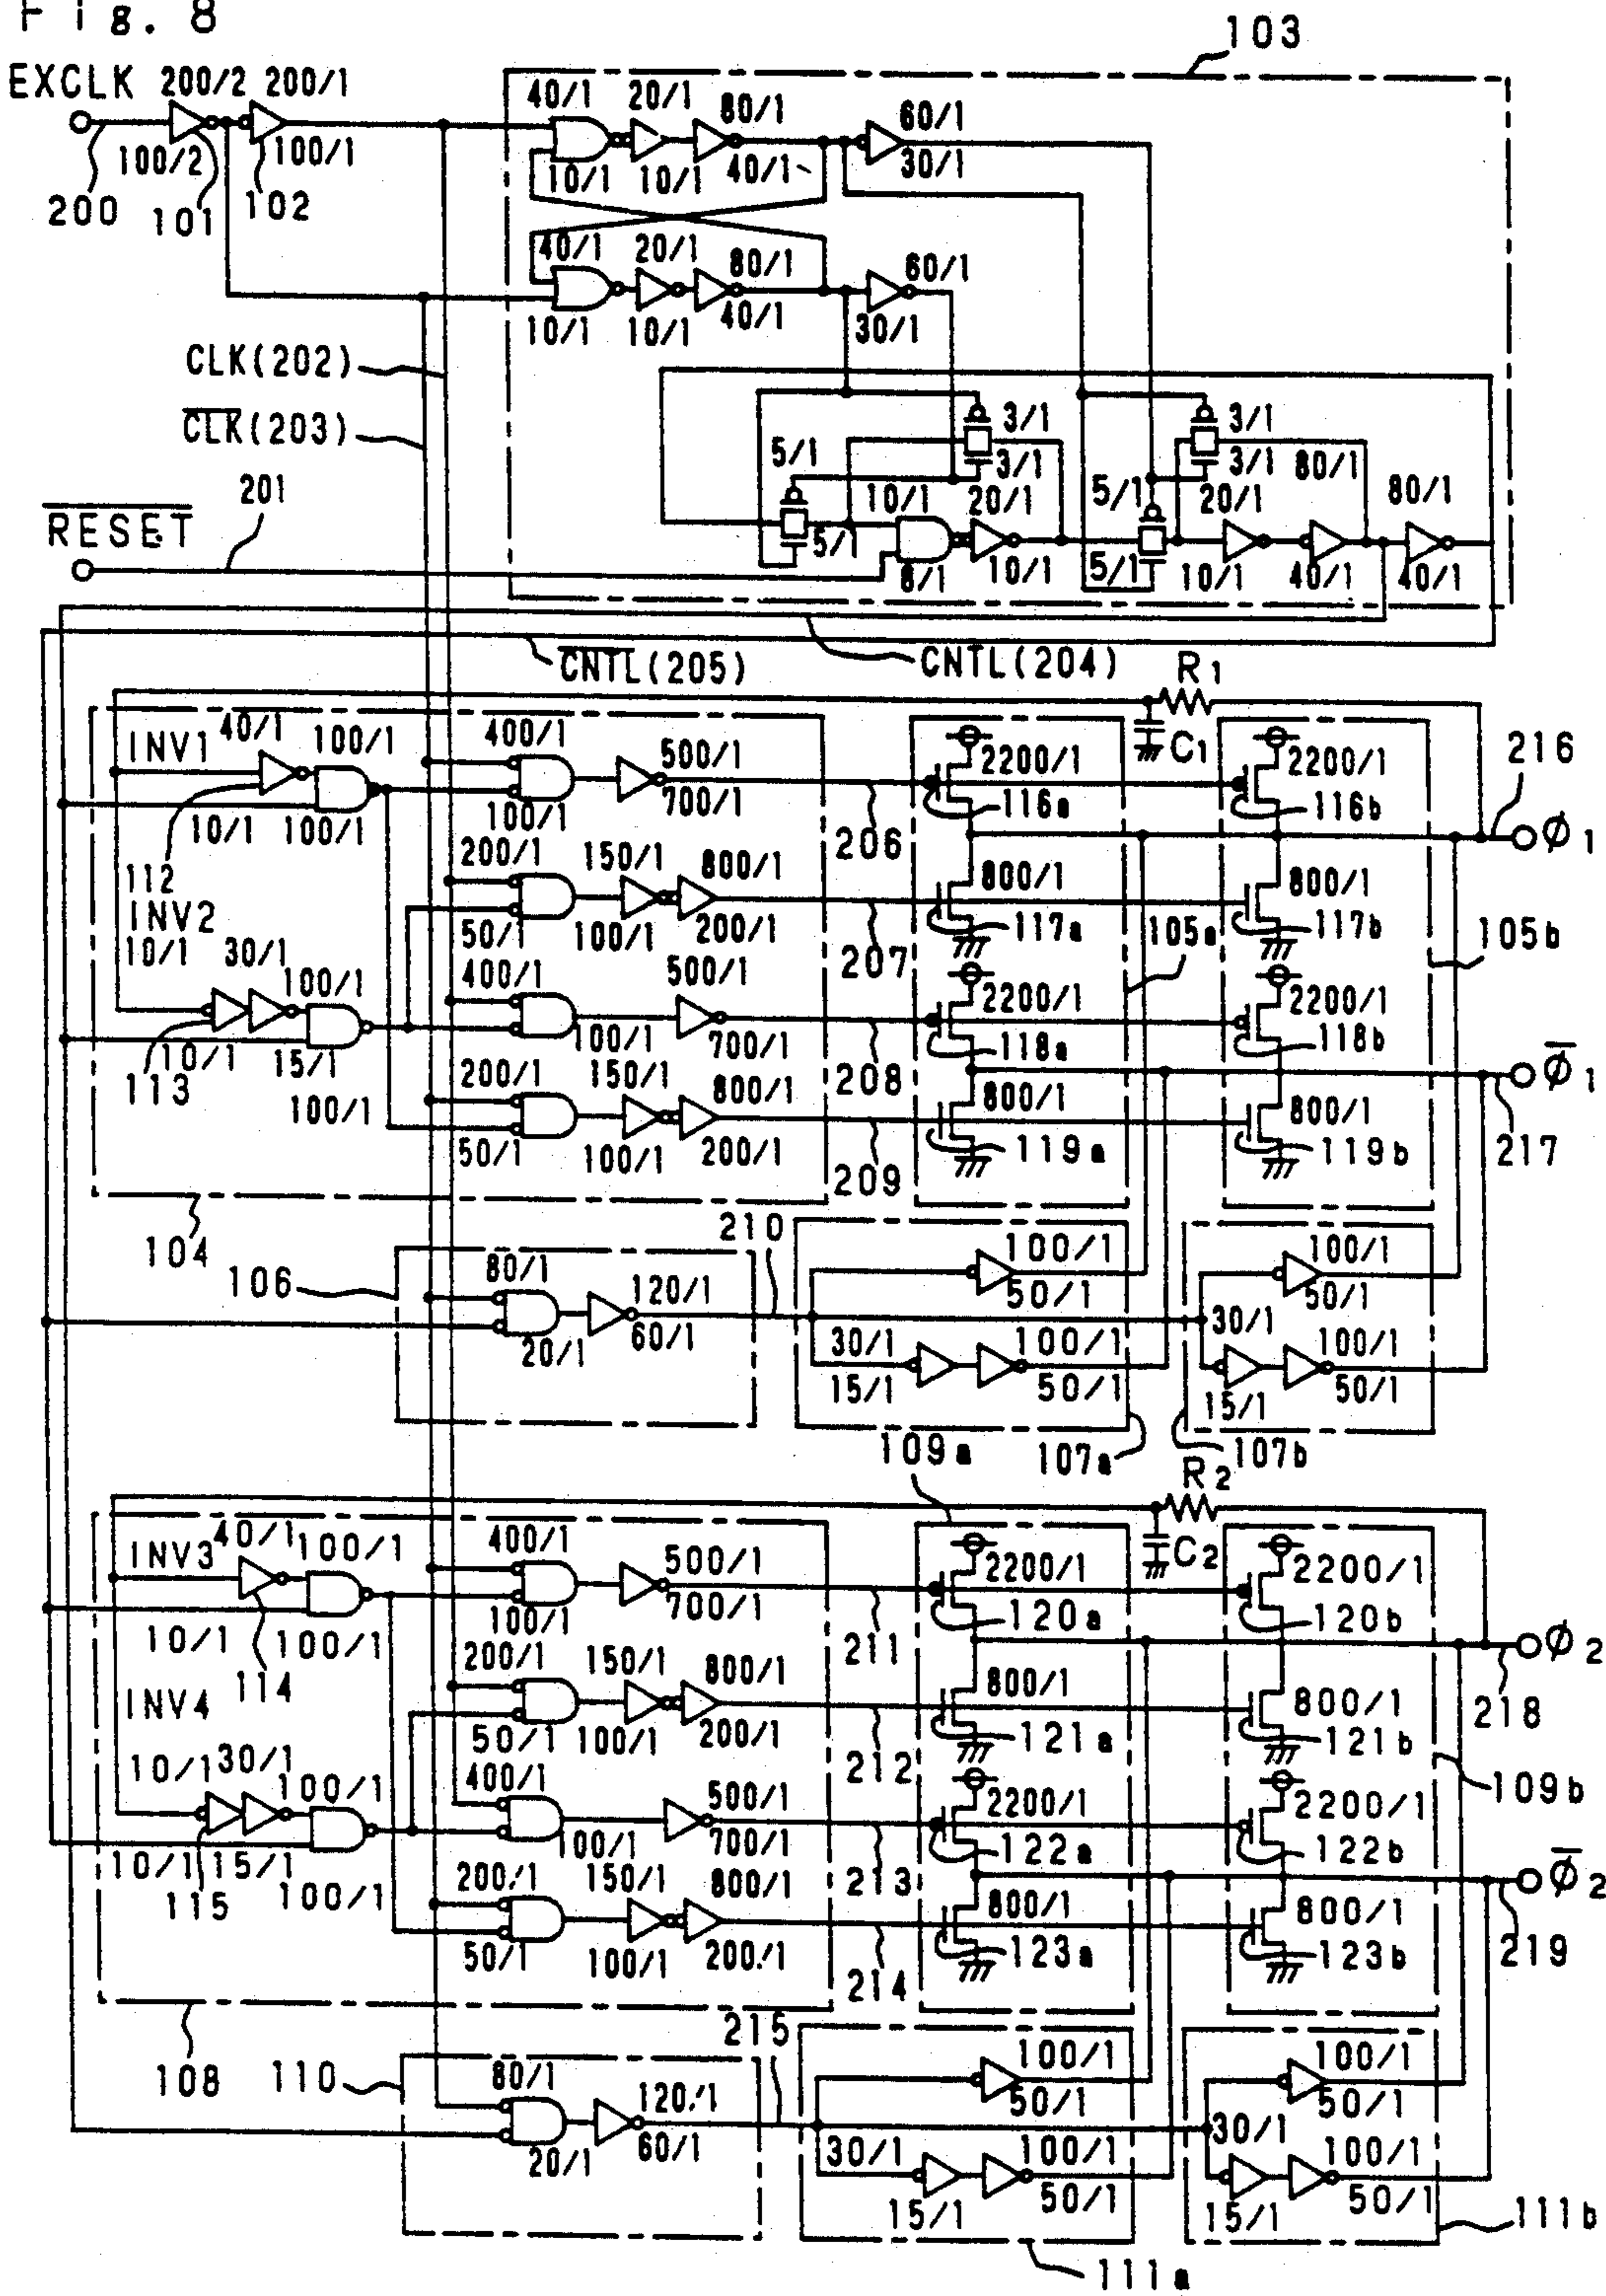 Fig. 8
103
EXCLK 200/2 200/1
40/1 20/1 80/1 60/1
100/2 100/1
10/1 10/1 40/1 30/1
200 101 102
40/1 20/1 80/1 60/1
10/1 10/1 40/1 30/1
CLK(202)
CLK(203)
3/1 3/1
5/1 3/1 3/1 80/1
201 10/1 20/1 5/1 20/1 80/1
RESET
5/1 8/1 10/1 5/1 10/1 40/1 40/1
CNTL(205) CNTL(204) R1
INV1 40/1 100/1 400/1 500/1 2200/1 C1 2200/1 216
10/1 100/1 100/1 700/1 116a 116b
206 φ1
112 200/1 150/1 800/1 800/1 800/1
INV2 50/1 100/1 200/1 117a 105a 117b 105b
10/1 30/1 100/1 400/1 500/1 207
2200/1 2200/1
10/1 15/1 100/1 700/1 118a 118b
113 200/1 150/1 800/1 208 φ1
100/1 800/1 800/1
50/1 100/1 200/1 119a 119b 217
209
104 210
106 80/1 120/1 100/1 100/1
60/1 50/1 50/1
20/1 30/1 100/1 30/1 100/1
15/1 50/1 15/1 50/1
109a 107a 107b
R2
INV3 40/1 100/1 400/1 500/1 2200/1 C2 2200/1
10/1 100/1 100/1 700/1 120a 120b
211 φ2
114 200/1 150/1 800/1 800/1 800/1 218
INV4 50/1 100/1 200/1 121a 121b
212
10/1 30/1 100/1 400/1 500/1 2200/1 2200/1 109b
10/1 15/1 100/1 100/1 700/1 122a 122b
115 200/1 150/1 800/1 213 φ2
800/1 800/1
50/1 100/1 200/1 123a 123b 219
214
108 215
110 80/1 120/1 100/1 100/1
60/1 50/1 50/1
20/1 30/1 100/1 30/1 100/1
15/1 50/1 15/1 50/1
111b
111a